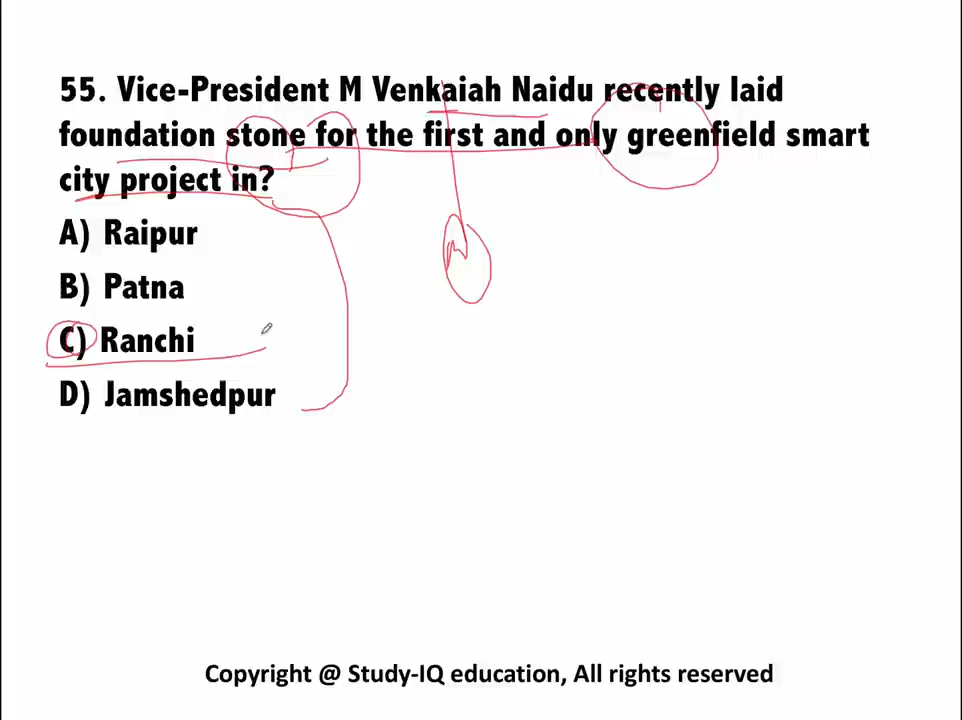 55. Vice-President M Venkaiah Naidu recently laid
foundation stone for the first and only greenfield smart
city project in?
A) Raipur
B) Patna
C) Ranchi
D) Jamshedpur
Copyright @ Study-IQ education, All rights reserved